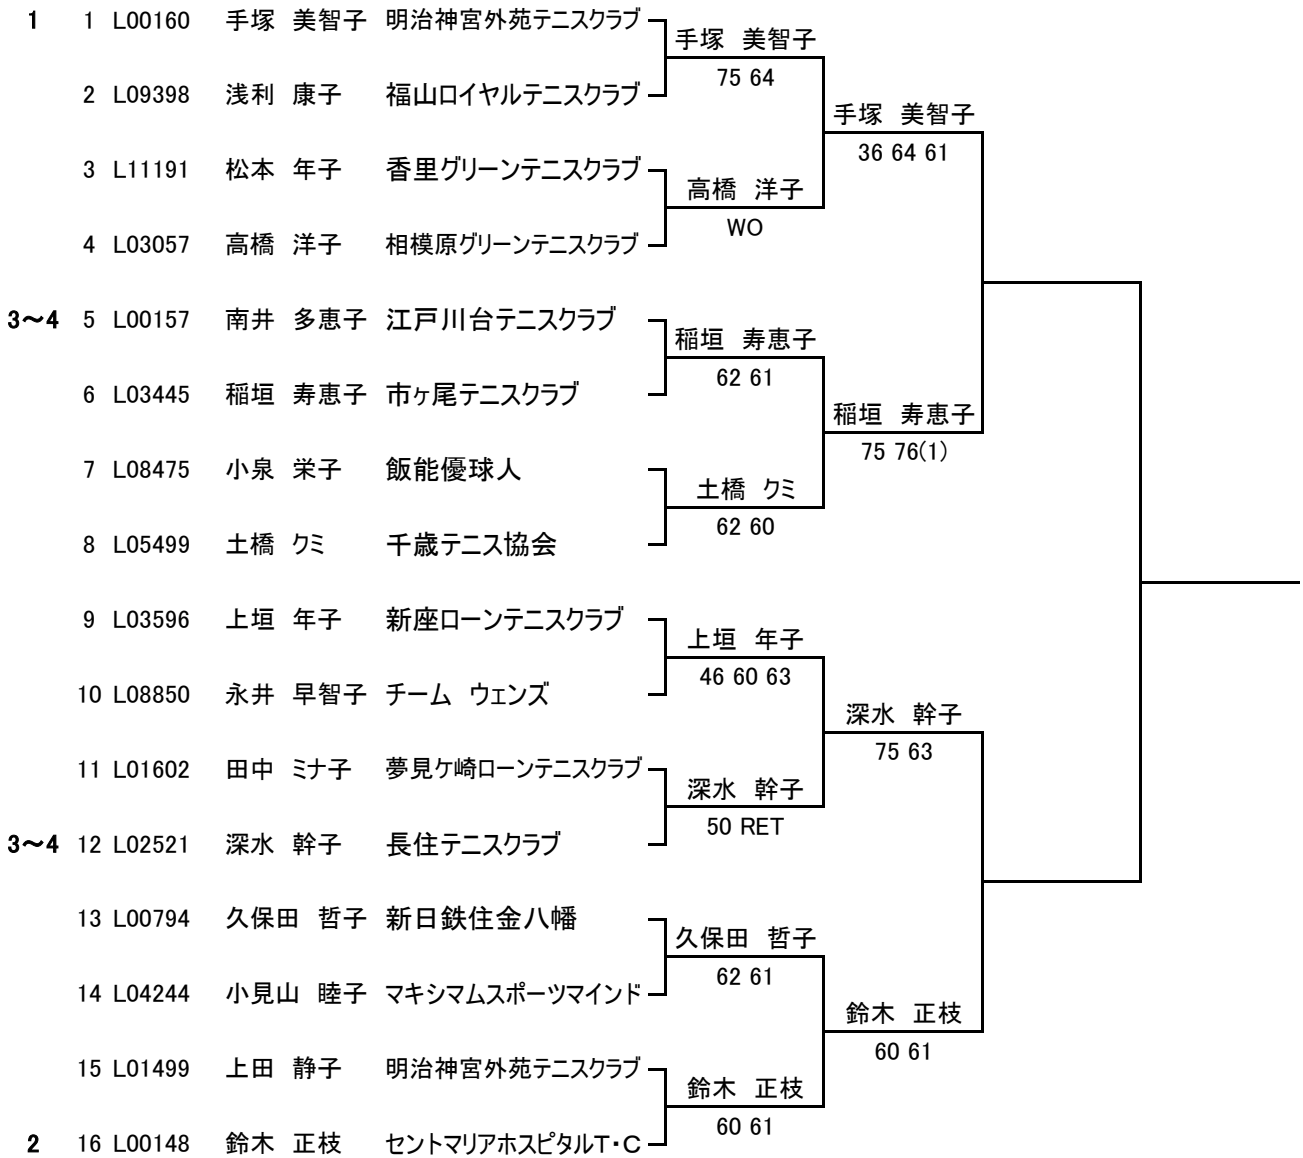 1 1 L00160 手塚 美智子 明治神宮外苑テニスクラブ
手塚 美智子
75 64
2 L09398 浅利 康子 福山ロイヤルテニスクラブ
手塚 美智子
36 64 61
3 L11191 松本 年子 香里グリーンテニスクラブ
高橋 洋子
WO
4 L03057 高橋 洋子 相模原グリーンテニスクラブ
3～4 5 L00157 南井 多恵子 江戸川台テニスクラブ
稲垣 寿恵子
62 61
6 L03445 稲垣 寿恵子 市ヶ尾テニスクラブ
稲垣 寿恵子
75 76(1)
7 L08475 小泉 栄子 飯能優球人
土橋 クミ
62 60
8 L05499 土橋 クミ 千歳テニス協会
9 L03596 上垣 年子 新座ローンテニスクラブ
上垣 年子
46 60 63
10 L08850 永井 早智子 チーム ウェンズ
深水 幹子
75 63
11 L01602 田中 ミナ子 夢見ケ崎ローンテニスクラブ
深水 幹子
50 RET
3～4 12 L02521 深水 幹子 長住テニスクラブ
13 L00794 久保田 哲子 新日鉄住金八幡
久保田 哲子
62 61
14 L04244 小見山 睦子 マキシマムスポーツマインド
鈴木 正枝
60 61
15 L01499 上田 静子 明治神宮外苑テニスクラブ
鈴木 正枝
60 61
2 16 L00148 鈴木 正枝 セントマリアホスピタルT・C